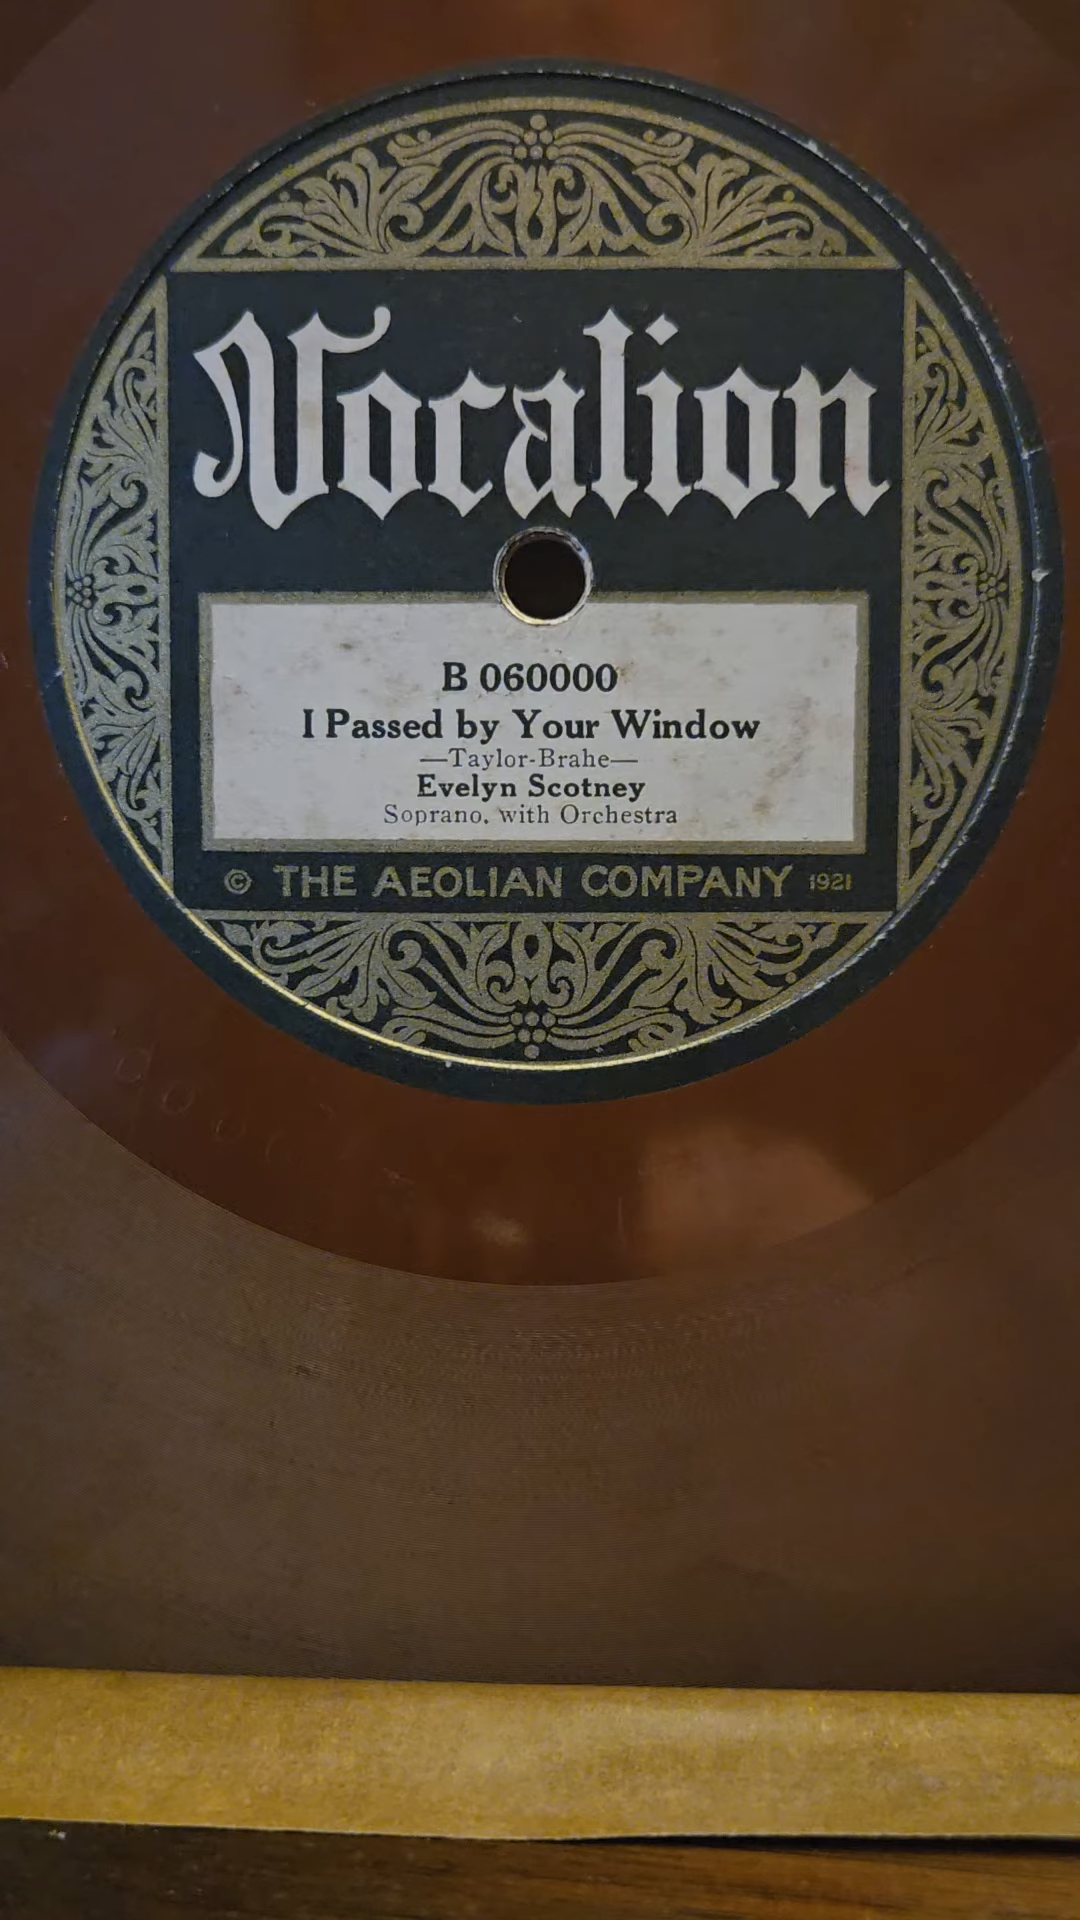 Vocalion
B 060000
I Passed by Your Window
—Taylor-Brahe—
Evelyn Scotney
Soprano, with Orchestra
© THE AEOLIAN COMPANY 1921